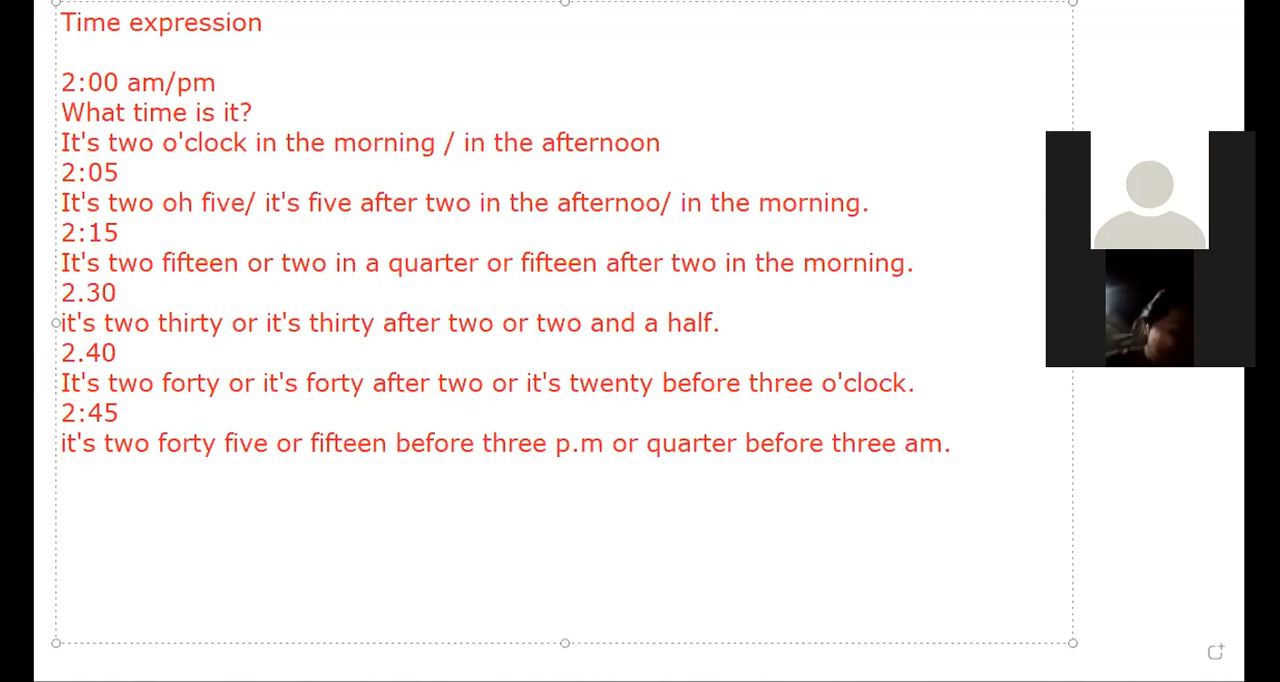 Time expression
2:00 am/pm
What time is it?
It's two o'clock in the morning / in the afternoon
2:05
It's two oh five/ it's five after two in the afternoo/ in the morning.
2:15
It's two fifteen or two in a quarter or fifteen after two in the morning.
2.30
it's two thirty or it's thirty after two or two and a half.
2.40
It's two forty or it's forty after two or it's twenty before three o'clock.
2:45
it's two forty five or fifteen before three p.m or quarter before three am.